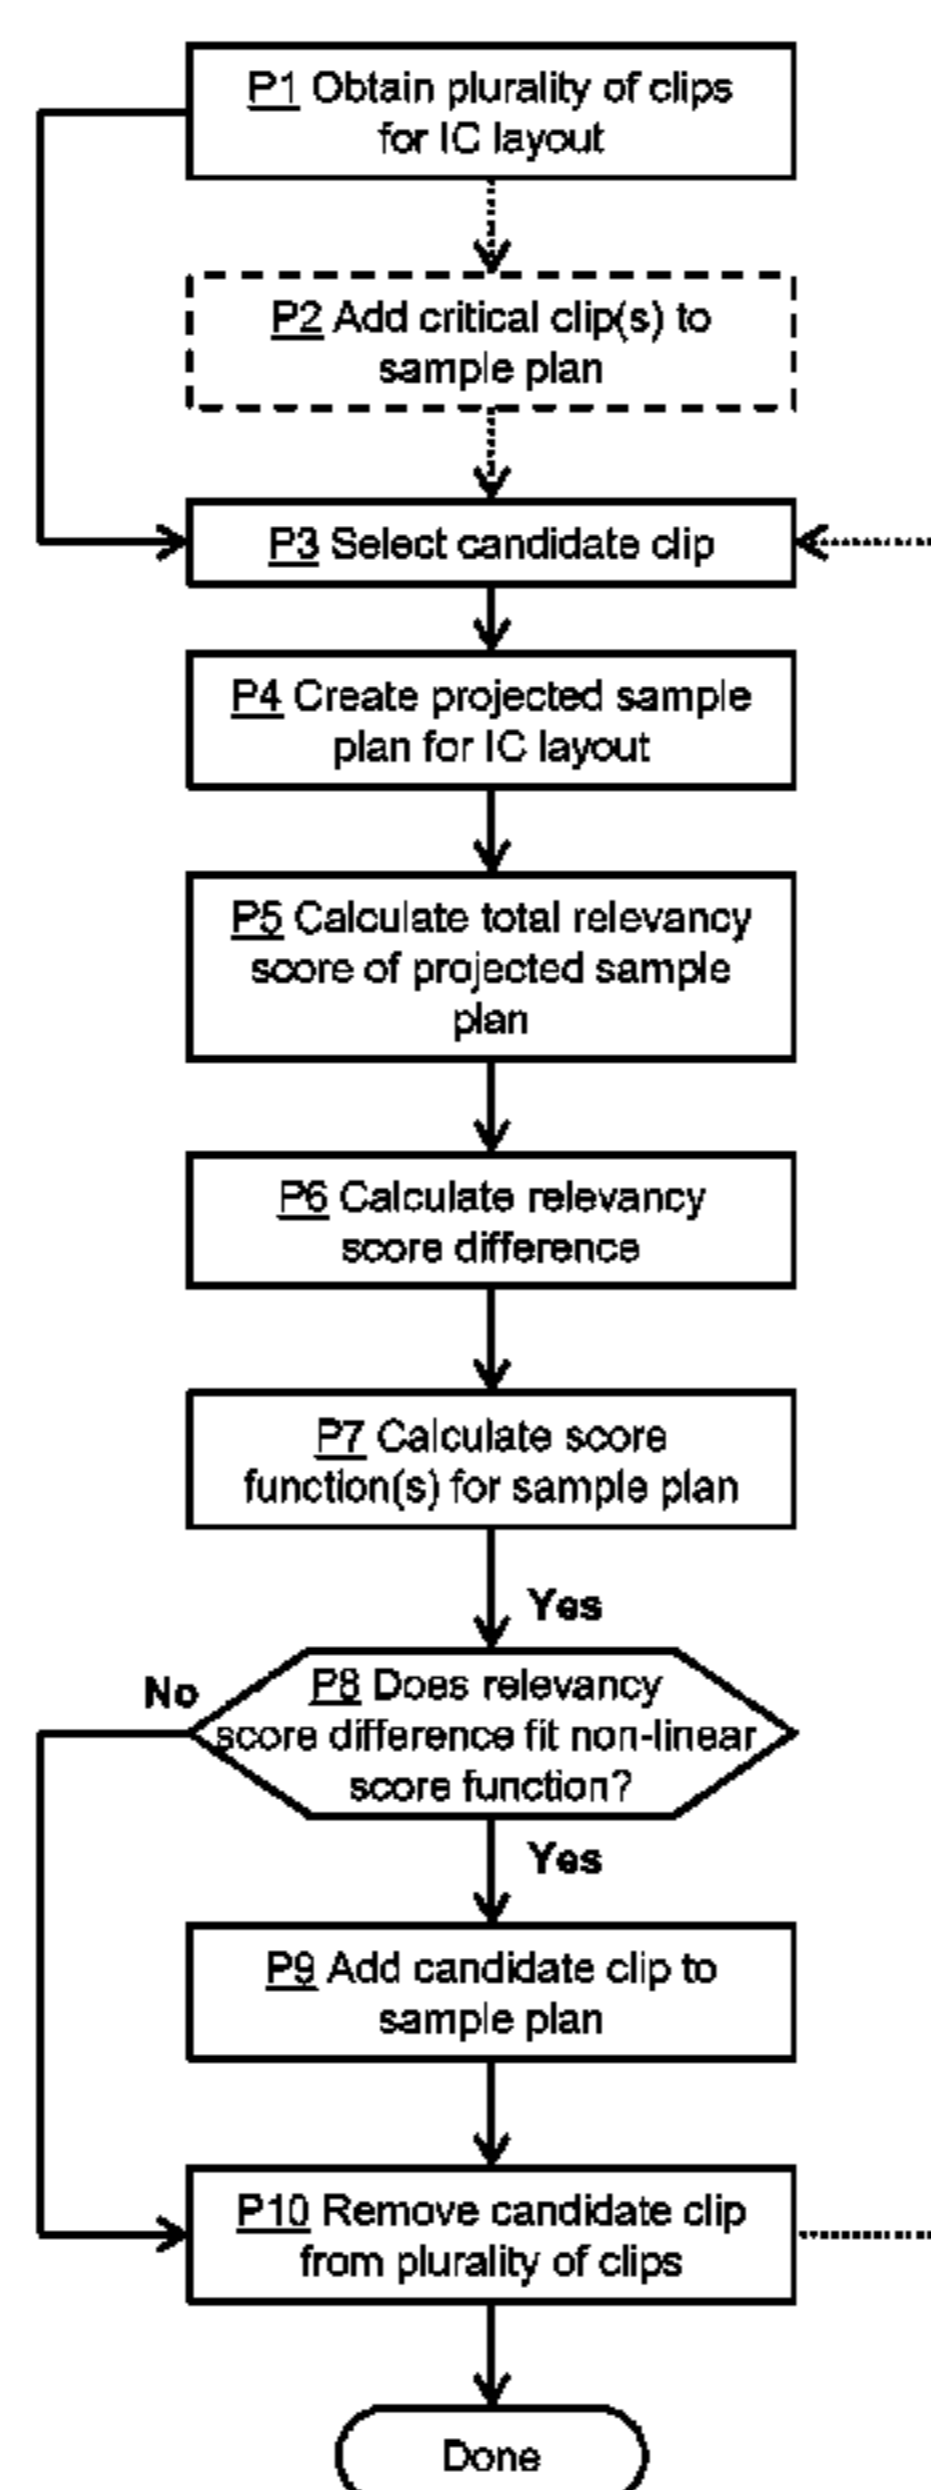 P1 Obtain plurality of clips
for IC layout
P2 Add critical clip(s) to
sample plan
P3 Select candidate clip
P4 Create projected sample
plan for IC layout
P5 Calculate total relevancy
score of projected sample
plan
P6 Calculate relevancy
score difference
P7 Calculate score
function(s) for sample plan
Yes
No
P8 Does relevancy
score difference fit non-linear
score function?
Yes
P9 Add candidate clip to
sample plan
P10 Remove candidate clip
from plurality of clips
Done